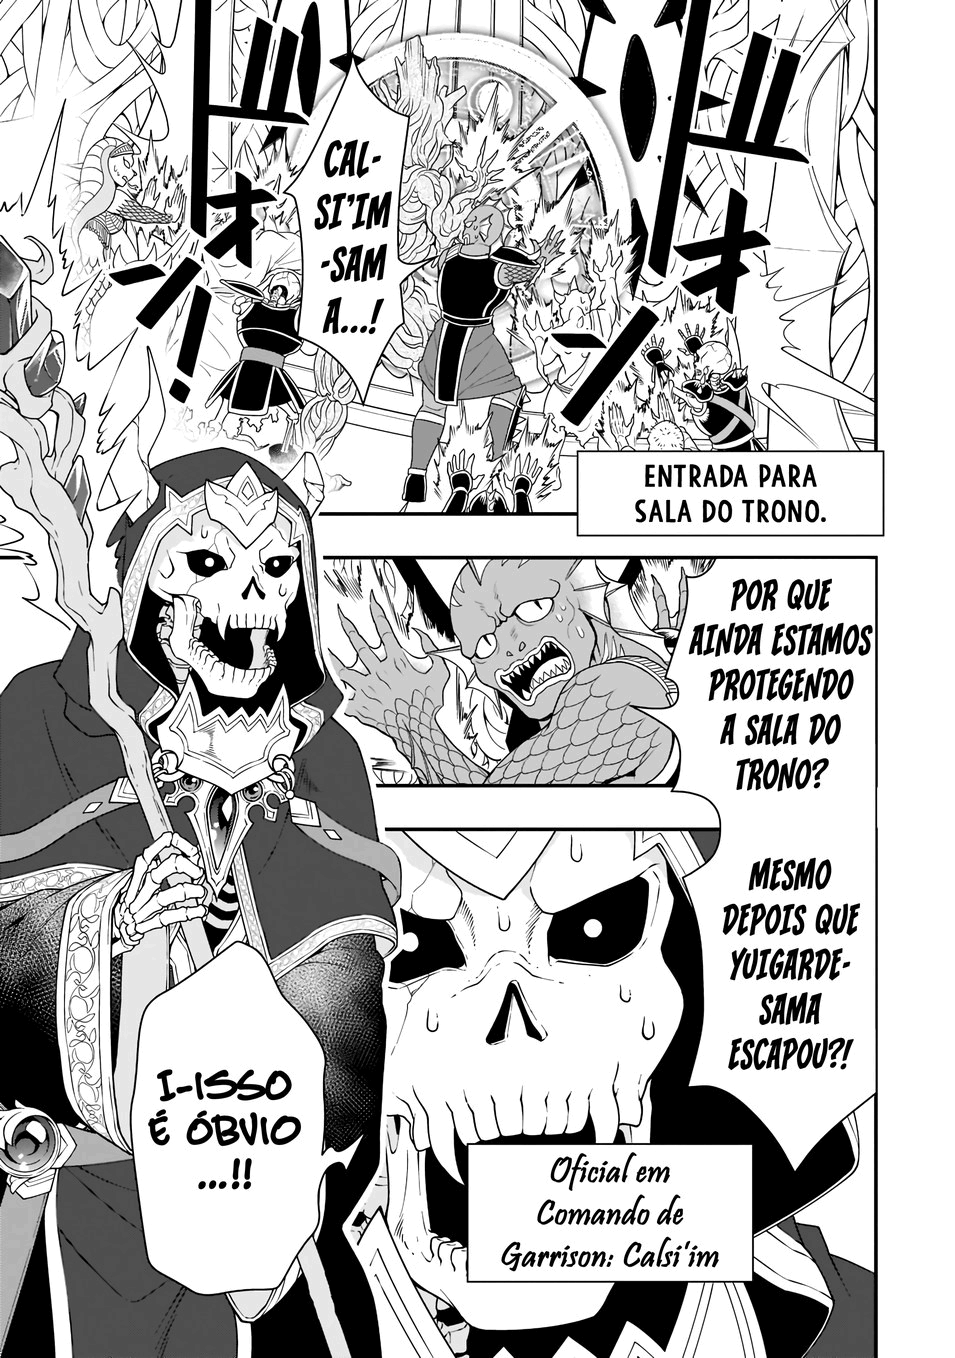 ドォン
ドォン!
CAL-
SI'IM
-SAM
A...!
ENTRADA PARA
SALA DO TRONO.
POR QUE
AINDA ESTAMOS
PROTEGENDO
A SALA DO
TRONO?
MESMO
DEPOIS QUE
YUIGARDE-
SAMA
ESCAPOU?!
I-ISSO
É ÓBVIO
...!!
Oficial em
Comando de
Garrison: Calsi'im